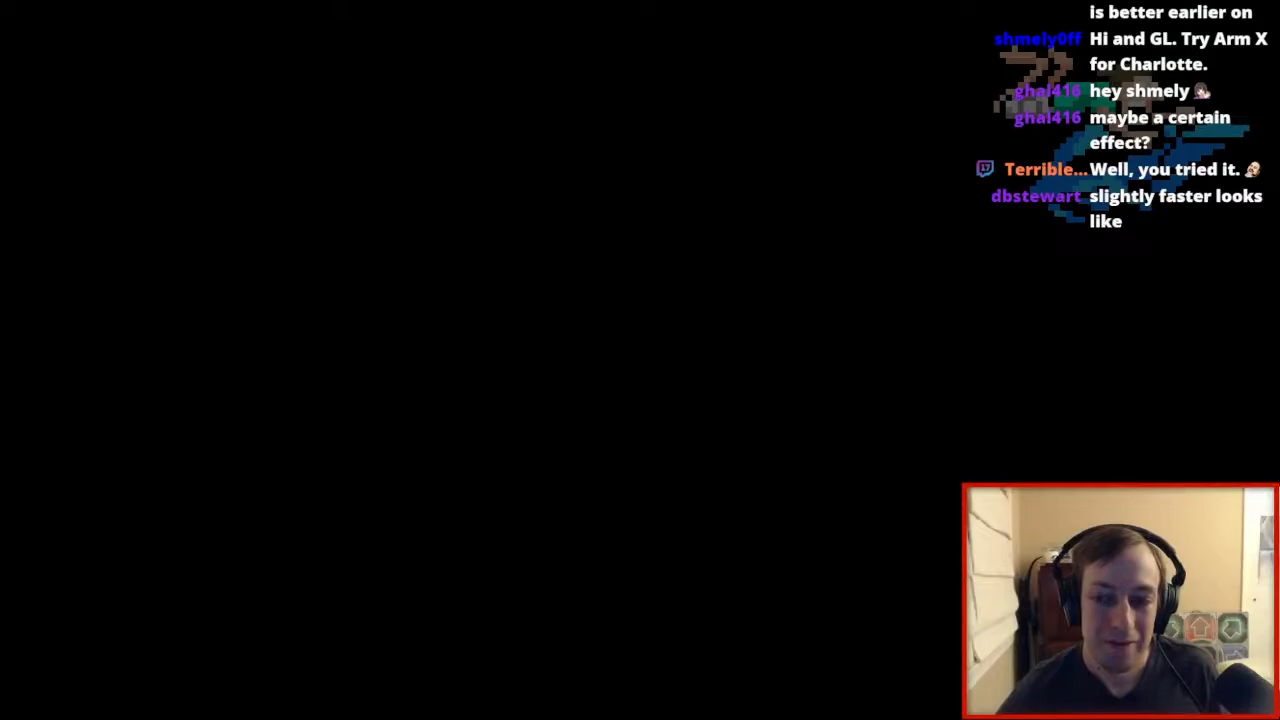 is better earlier on
shmely0ff Hi and GL. Try Arm X
for Charlotte.
ghal416 hey shmely
ghal416 maybe a certain
effect?
17 Terrible... Well, you tried it.
dbstewart slightly faster looks
like